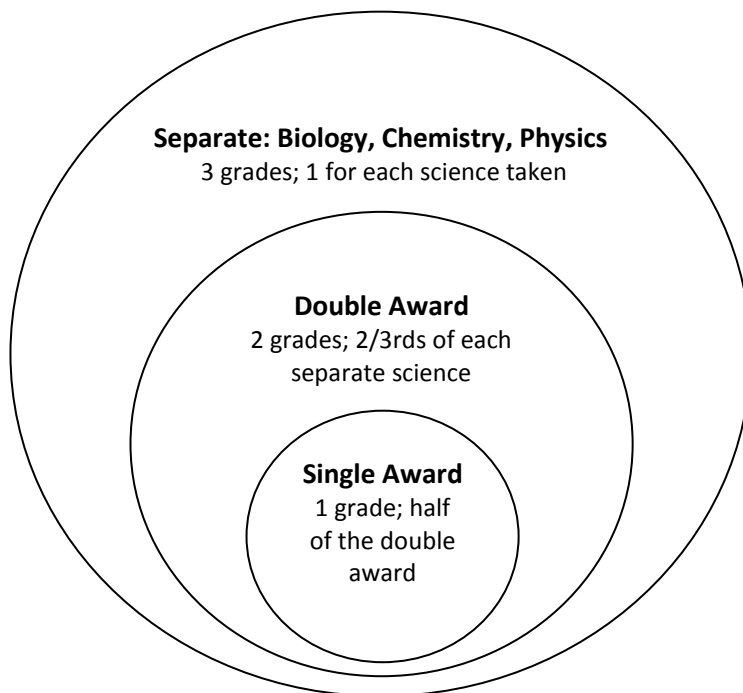 Separate: Biology, Chemistry, Physics
3 grades; 1 for each science taken
Double Award
2 grades; 2/3rds of each
separate science
Single Award
1 grade; half
of the double
award